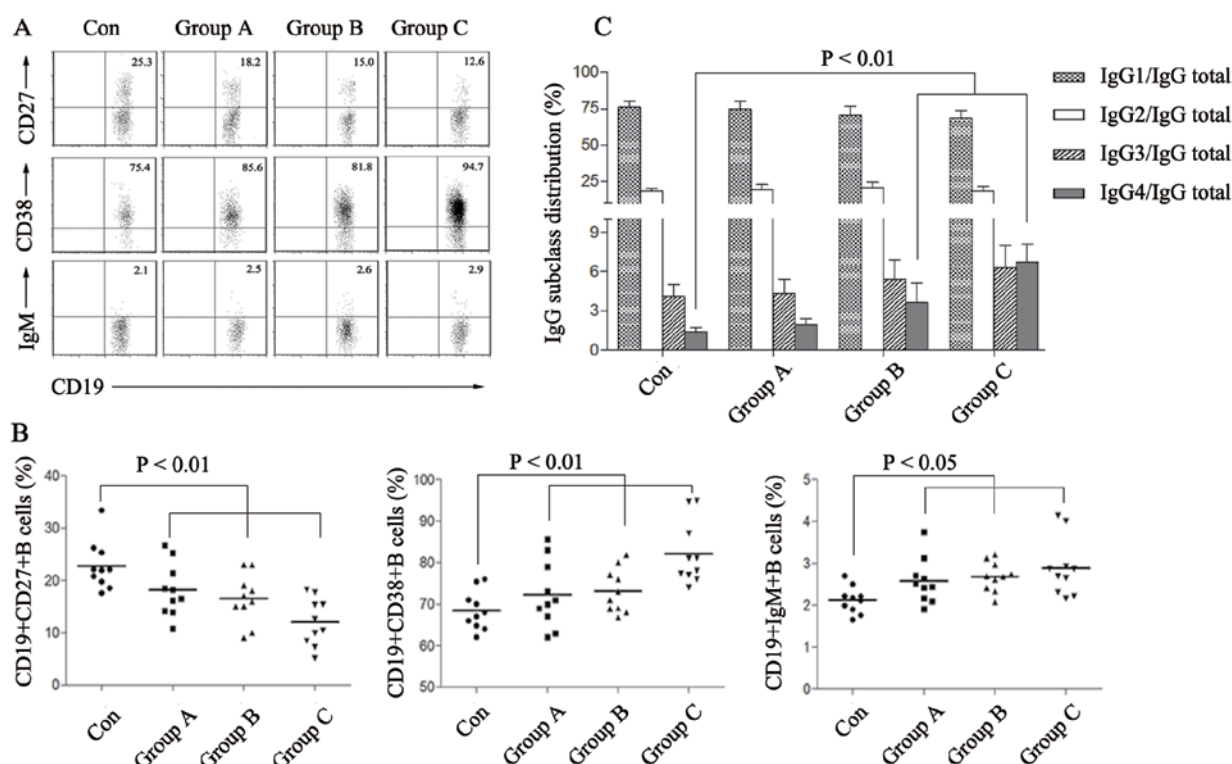 A
Con Group A Group B Group C
CD27
25.3 18.2 15.0 12.6
CD38
75.4 85.6 81.8 94.7
IgM
2.1 2.5 2.6 2.9
CD19
C
P < 0.01
IgG subclass distribution (%)
100
75
50
25
9
6
3
0
Con Group A Group B Group C
IgG1/IgG total
IgG2/IgG total
IgG3/IgG total
IgG4/IgG total
B
P < 0.01
CD19+CD27+B cells (%)
40
30
20
10
0
Con Group A Group B Group C
P < 0.01
CD19+CD38+B cells (%)
100
90
80
70
60
50
Con Group A Group B Group C
P < 0.05
CD19+IgM+B cells (%)
5
4
3
2
1
0
Con Group A Group B Group C